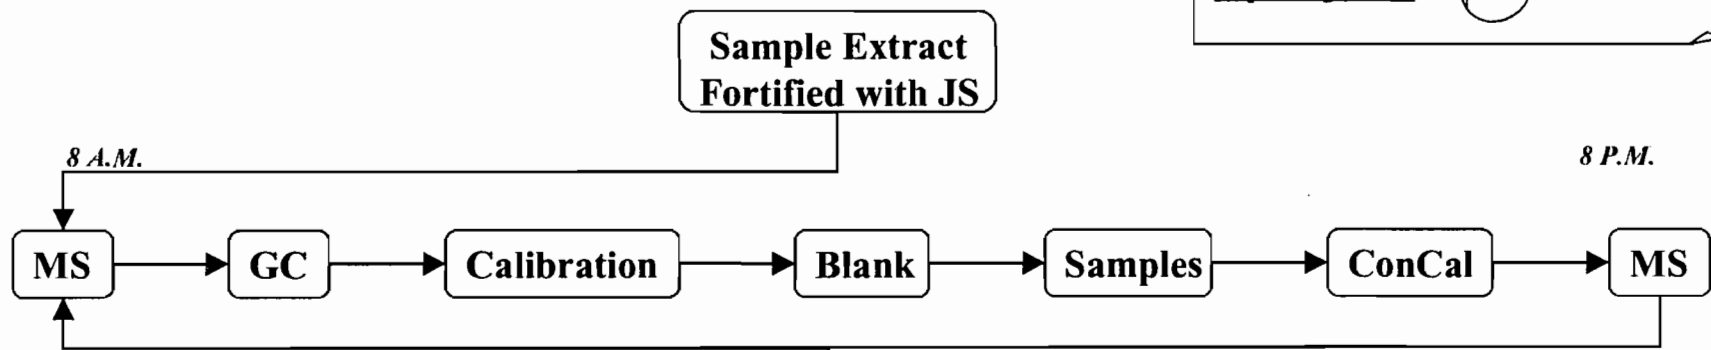 Sample Extract
Fortified with JS
8 A.M.
8 P.M.
MS
GC
Calibration
Blank
Samples
ConCal
MS